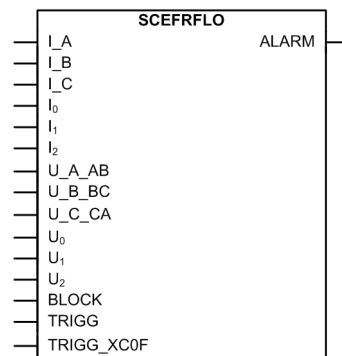 SCEFRFLO
I_A ALARM
I_B
I_C
I₀
I₁
I₂
U_A_AB
U_B_BC
U_C_CA
U₀
U₁
U₂
BLOCK
TRIGG
TRIGG_XC0F